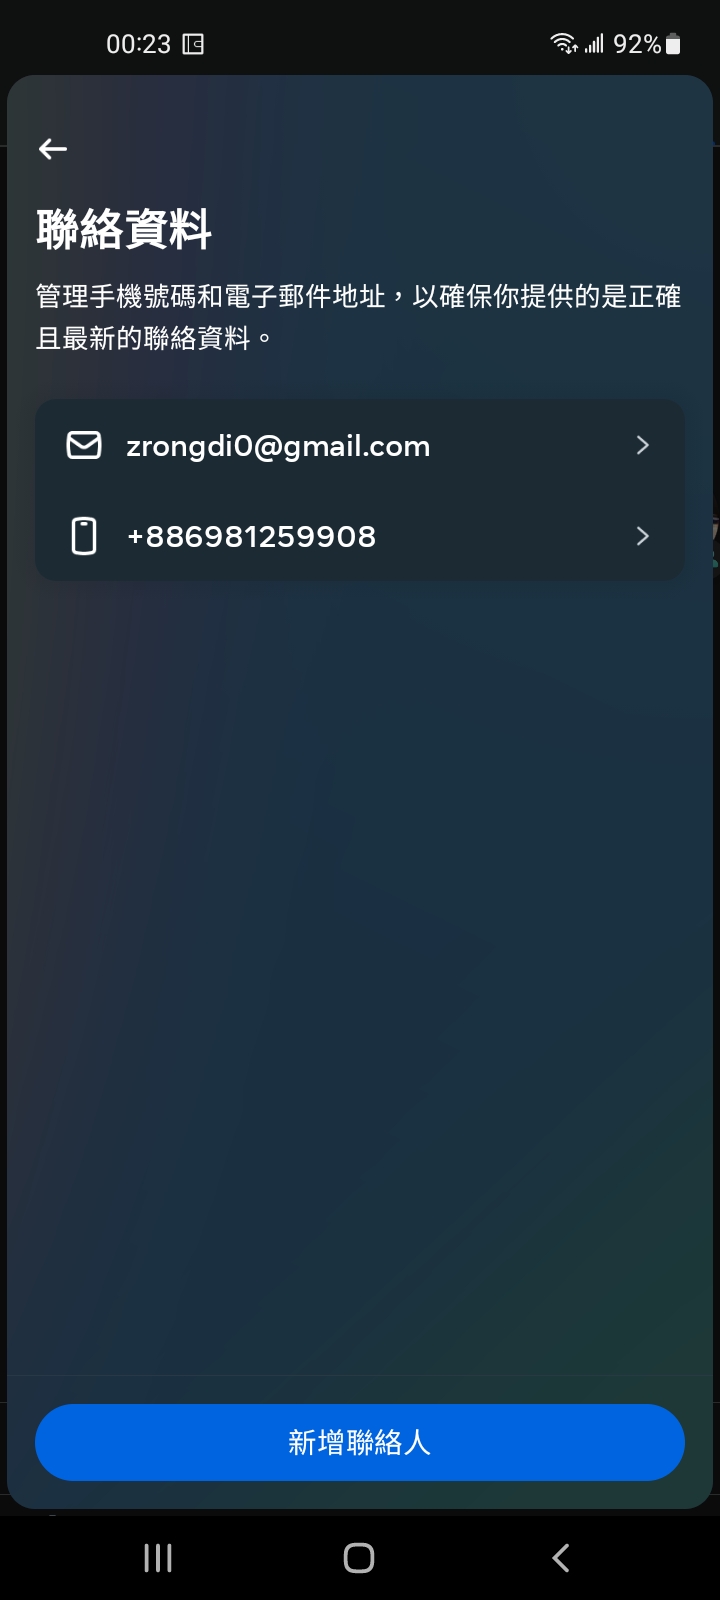 00:23
92%
聯絡資料
管理手機號碼和電子郵件地址，以確保你提供的是正確
且最新的聯絡資料。
zrongdi0@gmail.com
+886981259908
新增聯絡人